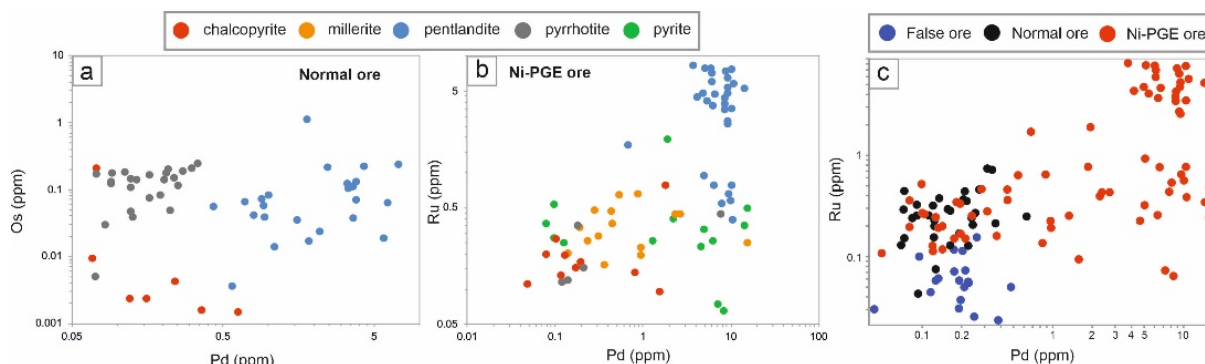 chalcopyrite millerite pentlandite pyrrhotite pyrite
False ore Normal ore Ni-PGE ore
a
Normal ore
Os (ppm)
10
1
0.1
0.01
0.001
0.05 0.5 5
Pd (ppm)
b
Ni-PGE ore
Ru (ppm)
5
0.5
0.05
0.01 0.1 1 10 100
Pd (ppm)
c
Ru (ppm)
1
0.1
0.1 0.2 1 2 3 4 5 10
Pd (ppm)